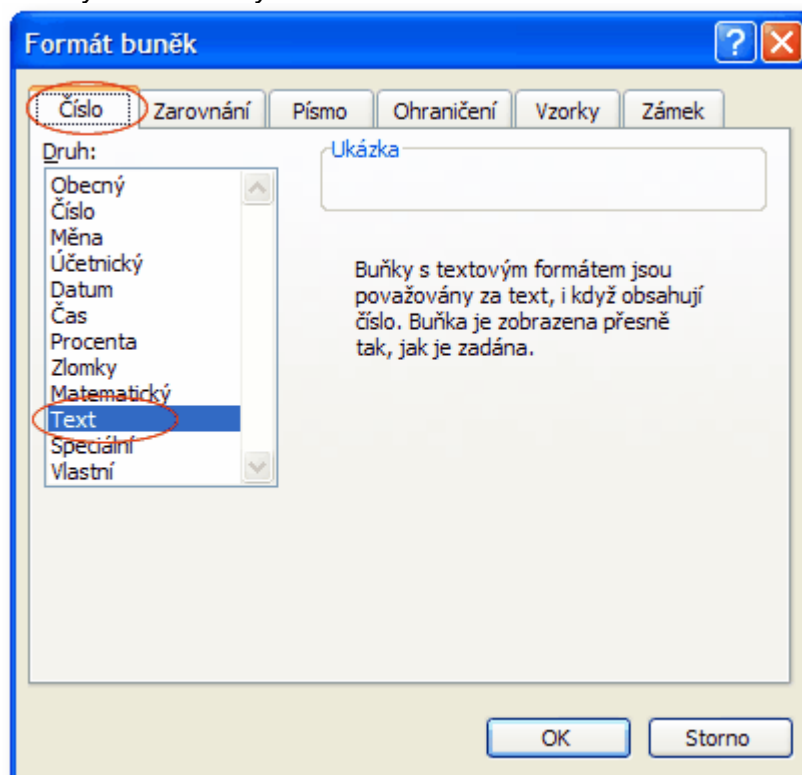 Formát buněk
Číslo Zarovnání Písmo Ohraničení Vzorky Zámek
Druh:
Obecný
Číslo
Měna
Účetnický
Datum
Čas
Procenta
Zlomky
Matematický
Text
Speciální
Vlastní
Ukázka
Buňky s textovým formátem jsou
považovány za text, i když obsahují
číslo. Buňka je zobrazena přesně
tak, jak je zadána.
OK Storno